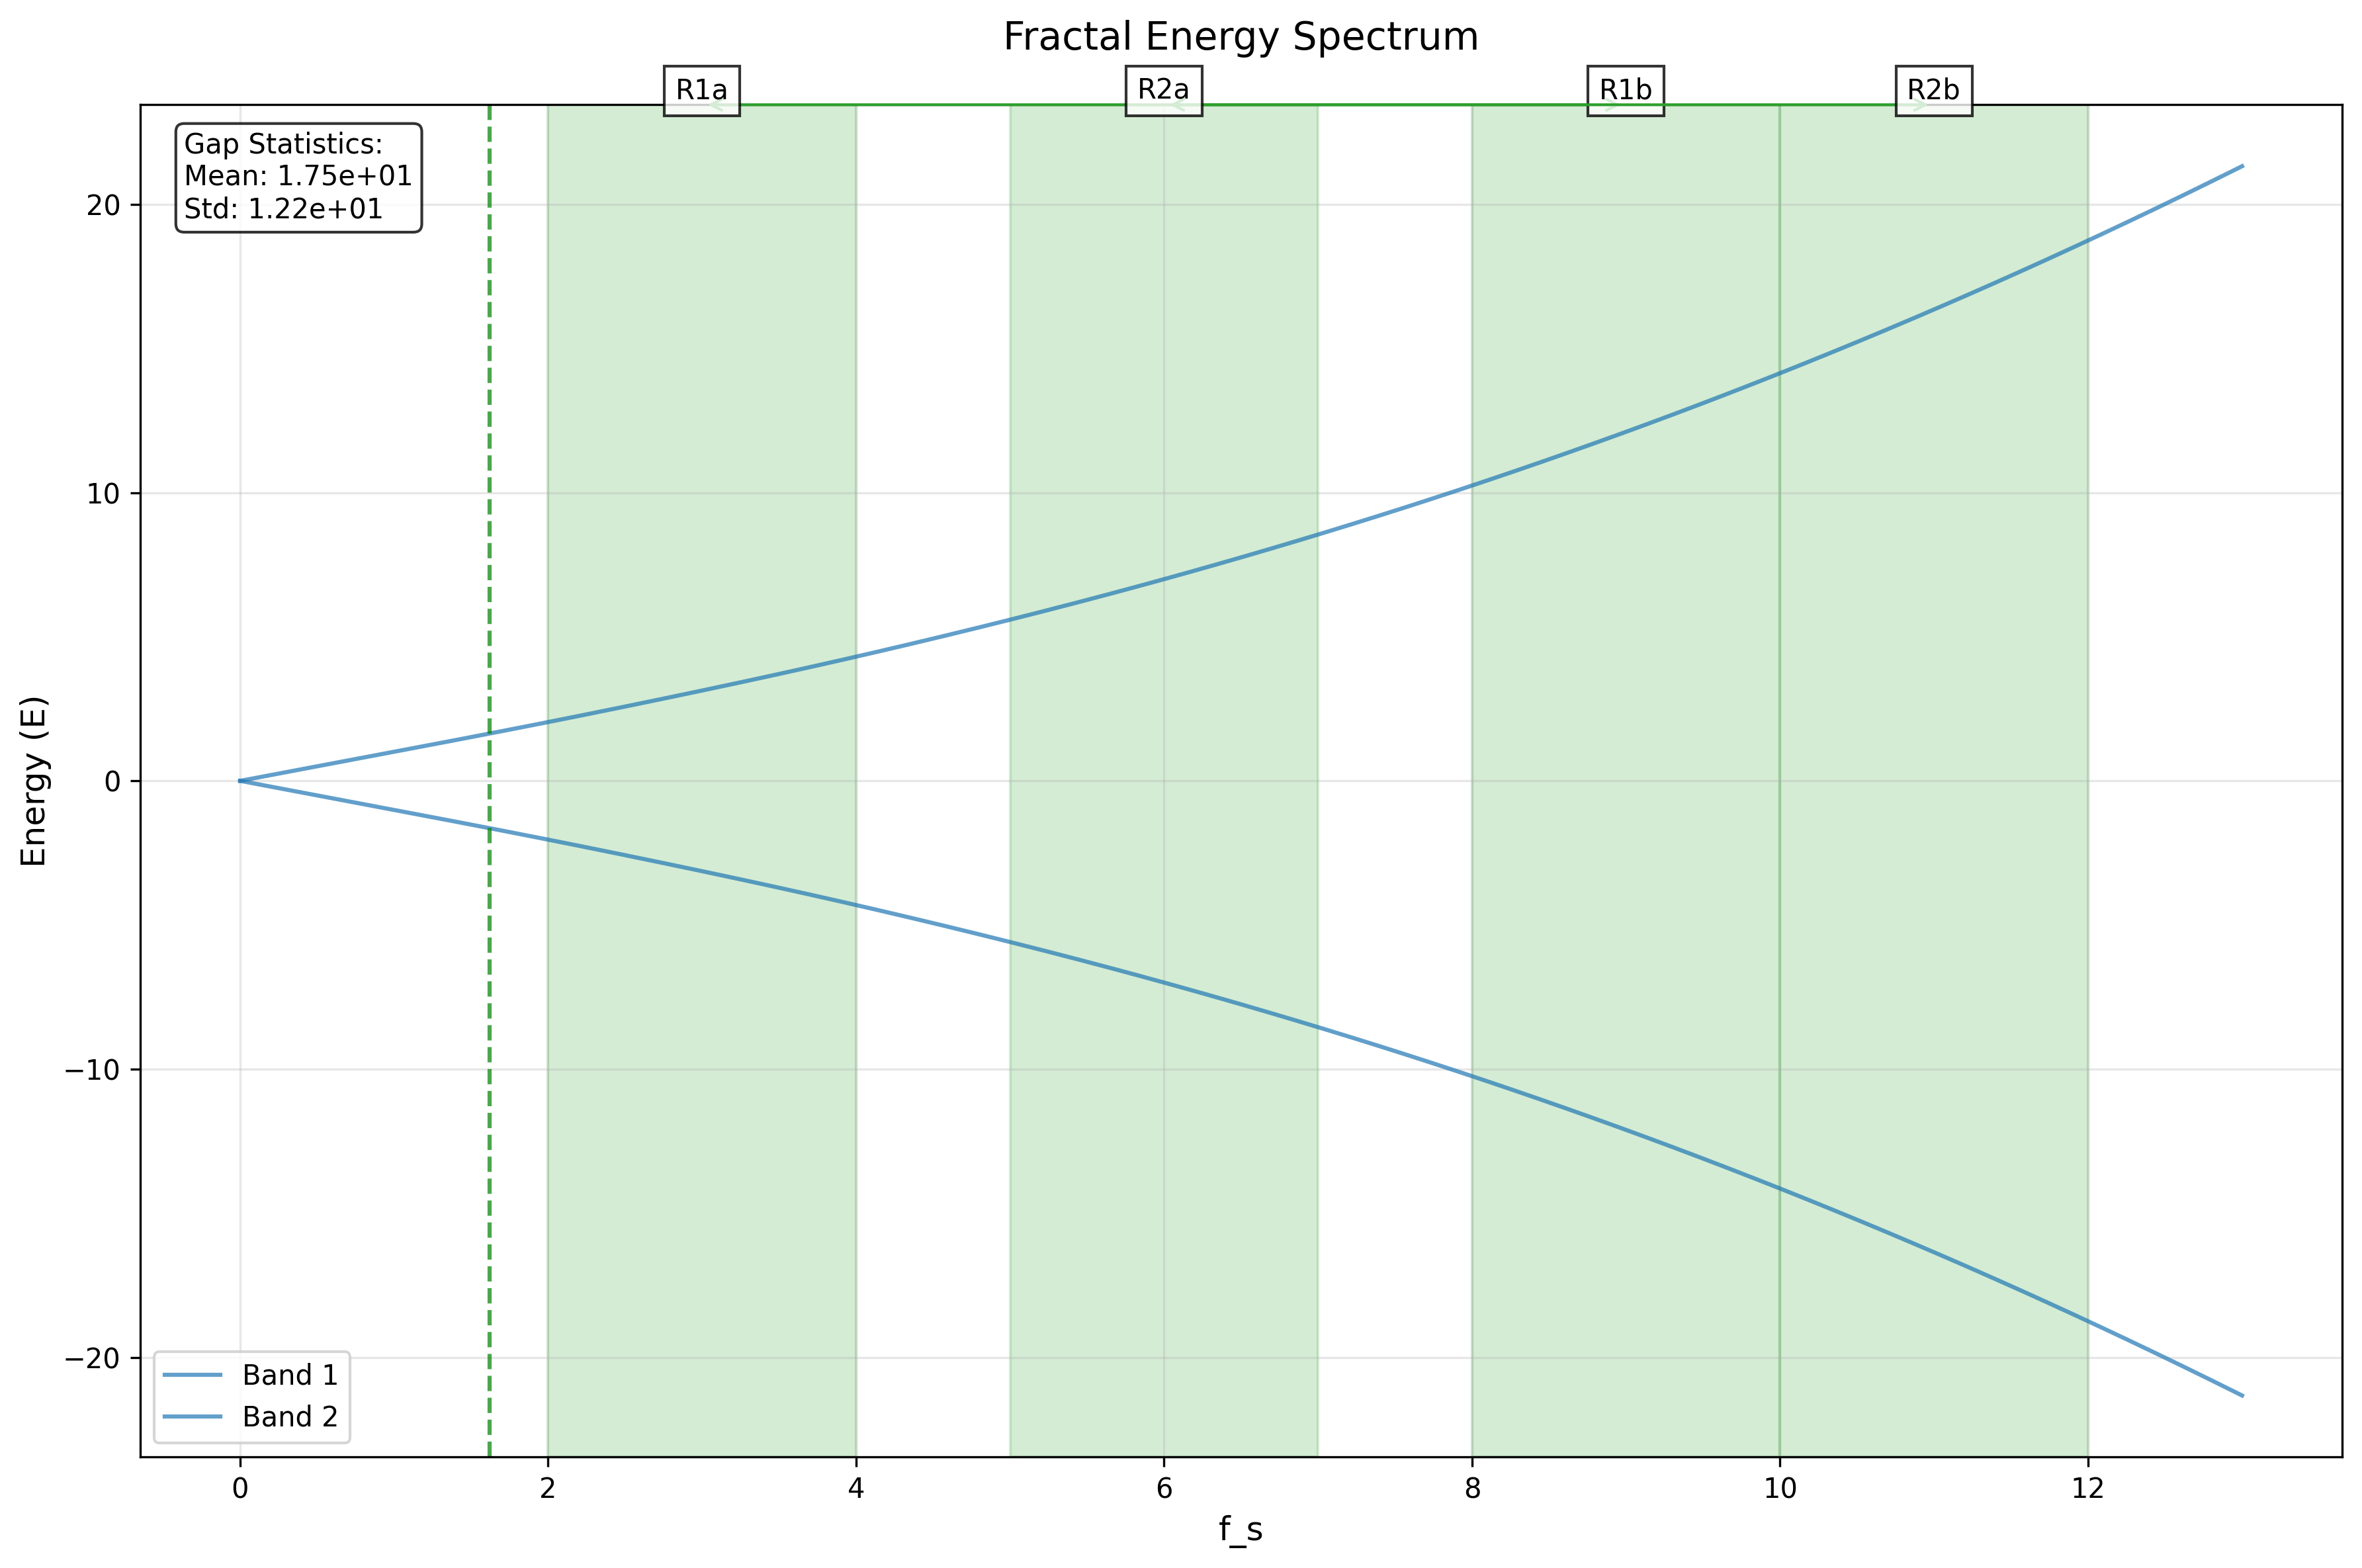 Fractal Energy Spectrum
R1a R2a R1b R2b
Gap Statistics:
Mean: 1.75e+01
Std: 1.22e+01
20
10
0
−10
−20
Energy (E)
Band 1
Band 2
0 2 4 6 8 10 12
f_s